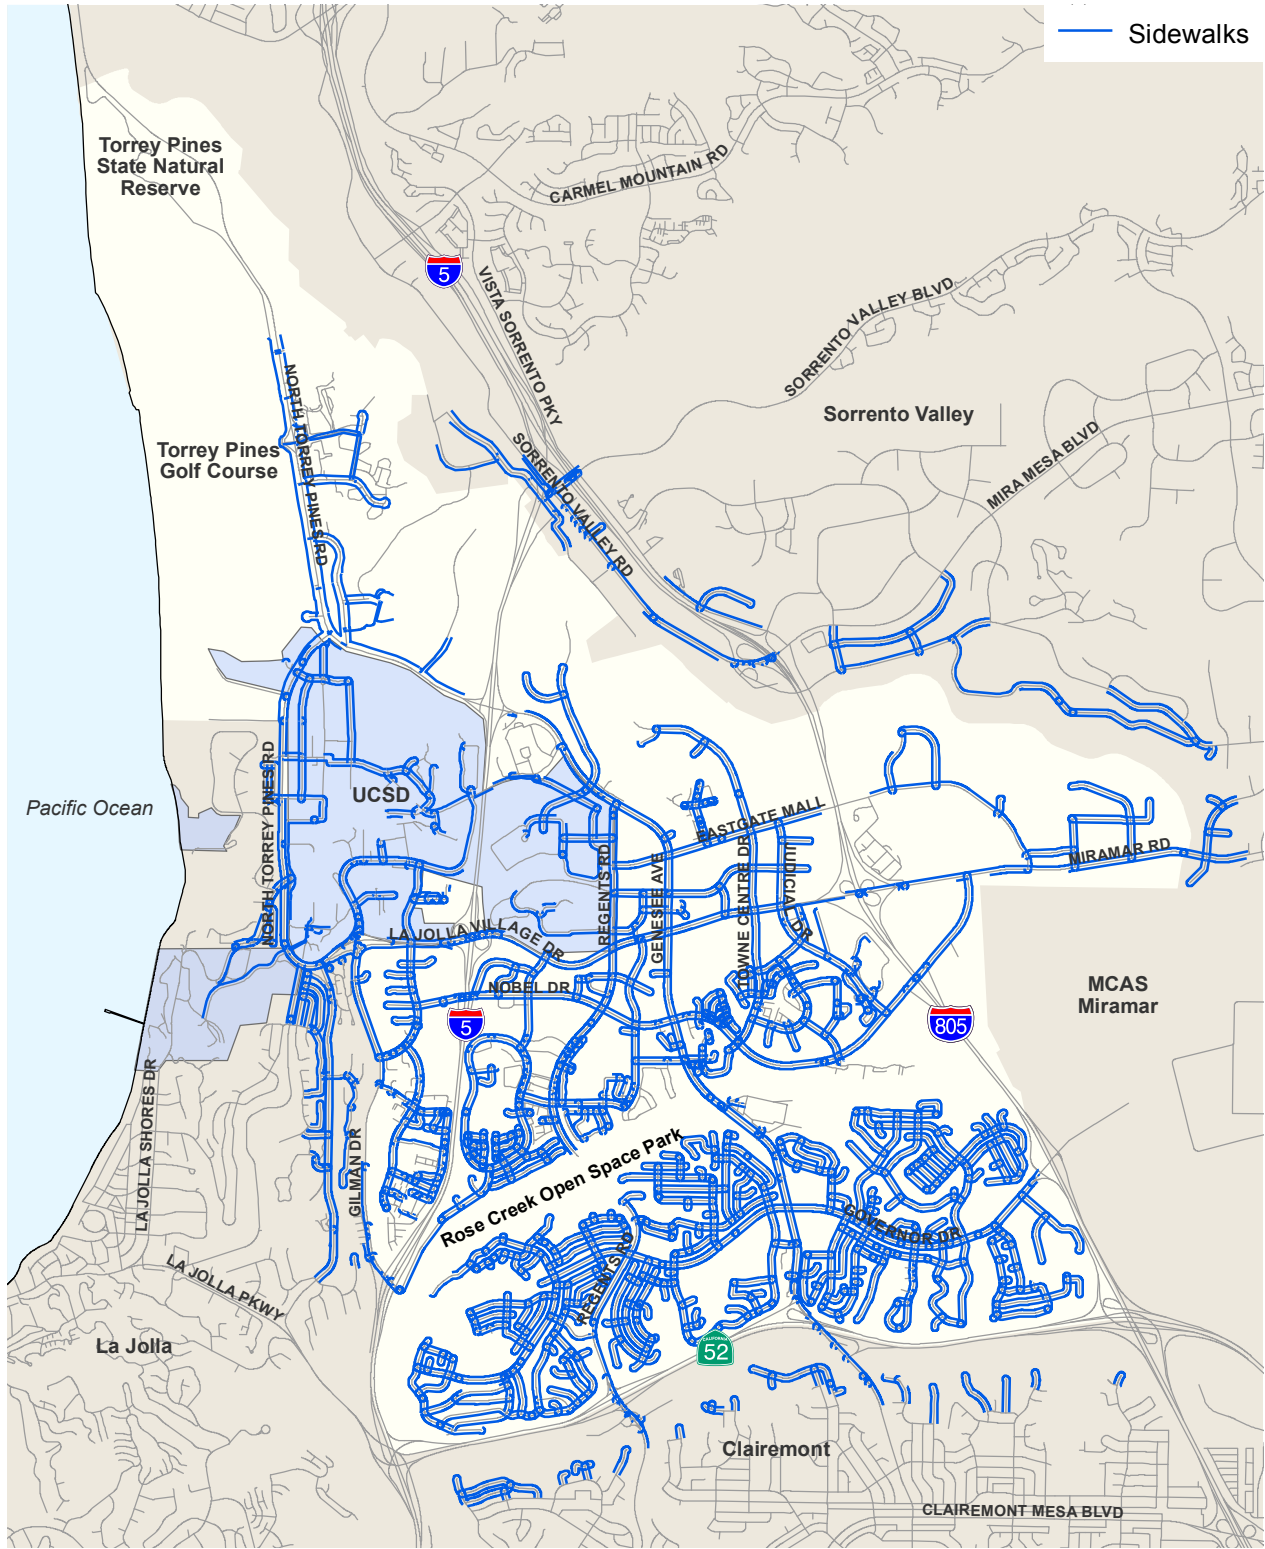 Sidewalks
Torrey Pines
State Natural
Reserve
CARMEL MOUNTAIN RD
5
VISTA SORRENTO PKY
SORRENTO VALLEY BLVD
Sorrento Valley
NORTH TORREY PINES RD
Torrey Pines
Golf Course
MIRA MESA BLVD
SORRENTO VALLEY RD
UCSD
Pacific Ocean
NORTH TORREY PINES RD
EASTGATE MALL
MIRAMAR RD
REGENTS RD
GENESEE AVE
TOWNE CENTRE DR
JUDICIAL DR
LA JOLLA VILLAGE DR
NOBEL DR
MCAS
Miramar
5
805
LA JOLLA SHORES DR
GILMAN DR
Rose Creek Open Space Park
GOVERNOR DR
REGENTS RD
LA JOLLA PKWY
La Jolla
CALIFORNIA
52
Clairemont
CLAIREMONT MESA BLVD